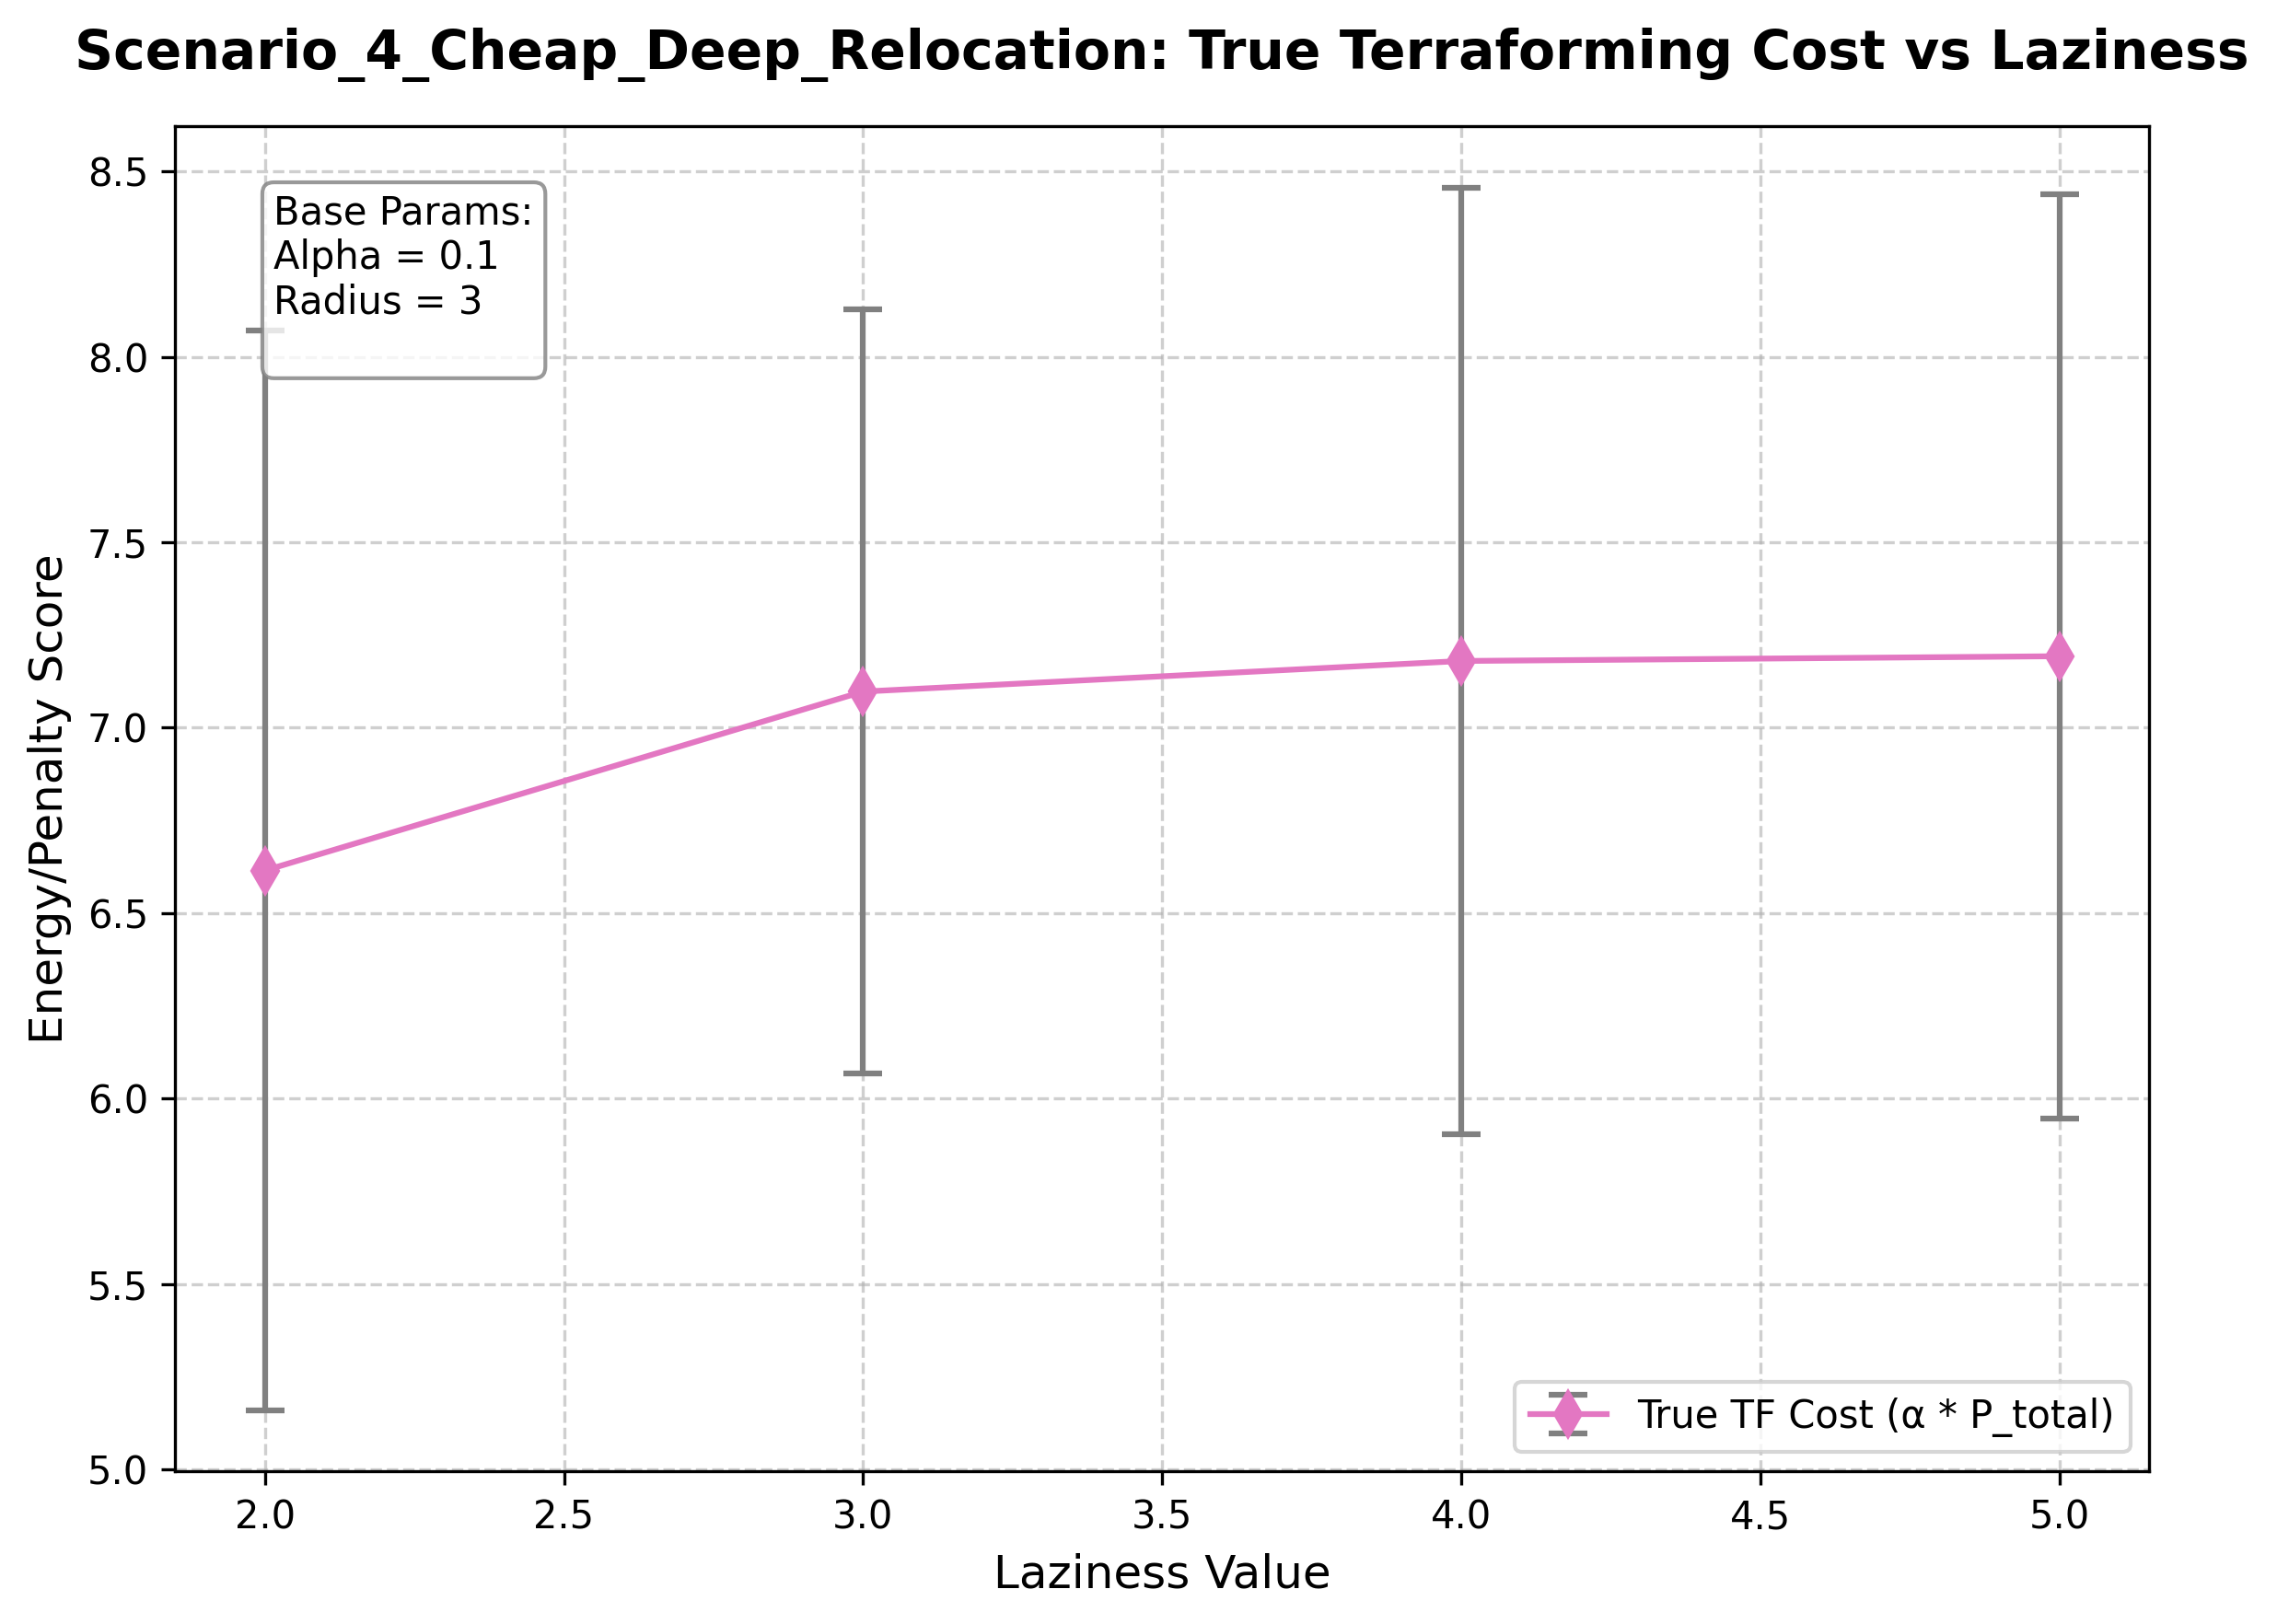 Scenario_4_Cheap_Deep_Relocation: True Terraforming Cost vs Laziness
Energy/Penalty Score
8.5
8.0
7.5
7.0
6.5
6.0
5.5
5.0
Base Params:
Alpha = 0.1
Radius = 3
True TF Cost (α * P_total)
2.0 2.5 3.0 3.5 4.0 4.5 5.0
Laziness Value